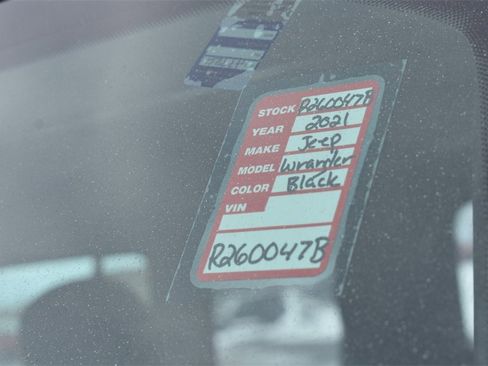 STOCK R260047B
YEAR 2021
MAKE Jeep
MODEL Wrangler
COLOR Black
VIN
R260047B